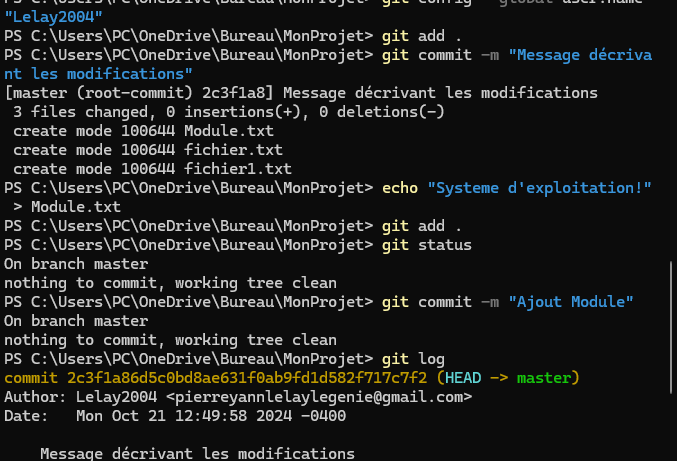 PS C:\Users\PC\OneDrive\Bureau\MonProjet> git config --global user.name
"Lelay2004"
PS C:\Users\PC\OneDrive\Bureau\MonProjet> git add .
PS C:\Users\PC\OneDrive\Bureau\MonProjet> git commit -m "Message décriva
nt les modifications"
[master (root-commit) 2c3f1a8] Message décrivant les modifications
 3 files changed, 0 insertions(+), 0 deletions(-)
 create mode 100644 Module.txt
 create mode 100644 fichier.txt
 create mode 100644 fichier1.txt
PS C:\Users\PC\OneDrive\Bureau\MonProjet> echo "Systeme d'exploitation!"
 > Module.txt
PS C:\Users\PC\OneDrive\Bureau\MonProjet> git add .
PS C:\Users\PC\OneDrive\Bureau\MonProjet> git status
On branch master
nothing to commit, working tree clean
PS C:\Users\PC\OneDrive\Bureau\MonProjet> git commit -m "Ajout Module"
On branch master
nothing to commit, working tree clean
PS C:\Users\PC\OneDrive\Bureau\MonProjet> git log
commit 2c3f1a86d5c0bd8ae631f0ab9fd1d582f717c7f2 (HEAD -> master)
Author: Lelay2004 <pierreyannlelaylegenie@gmail.com>
Date:   Mon Oct 21 12:49:58 2024 -0400

    Message décrivant les modifications